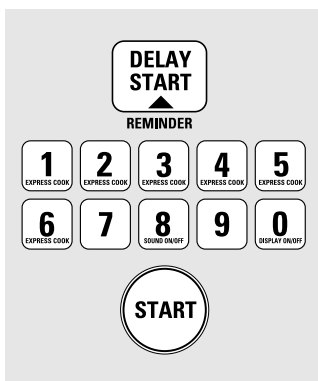 DELAY
START
REMINDER
1 2 3 4 5
EXPRESS COOK EXPRESS COOK EXPRESS COOK EXPRESS COOK EXPRESS COOK
6 7 8 9 0
EXPRESS COOK SOUND ON/OFF DISPLAY ON/OFF
START